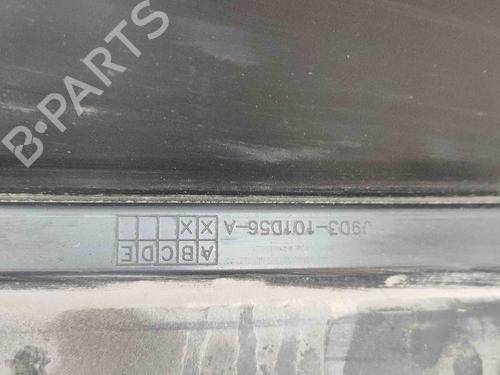 B-PARTS
J9D3-101D56-A
A B C D E
X X